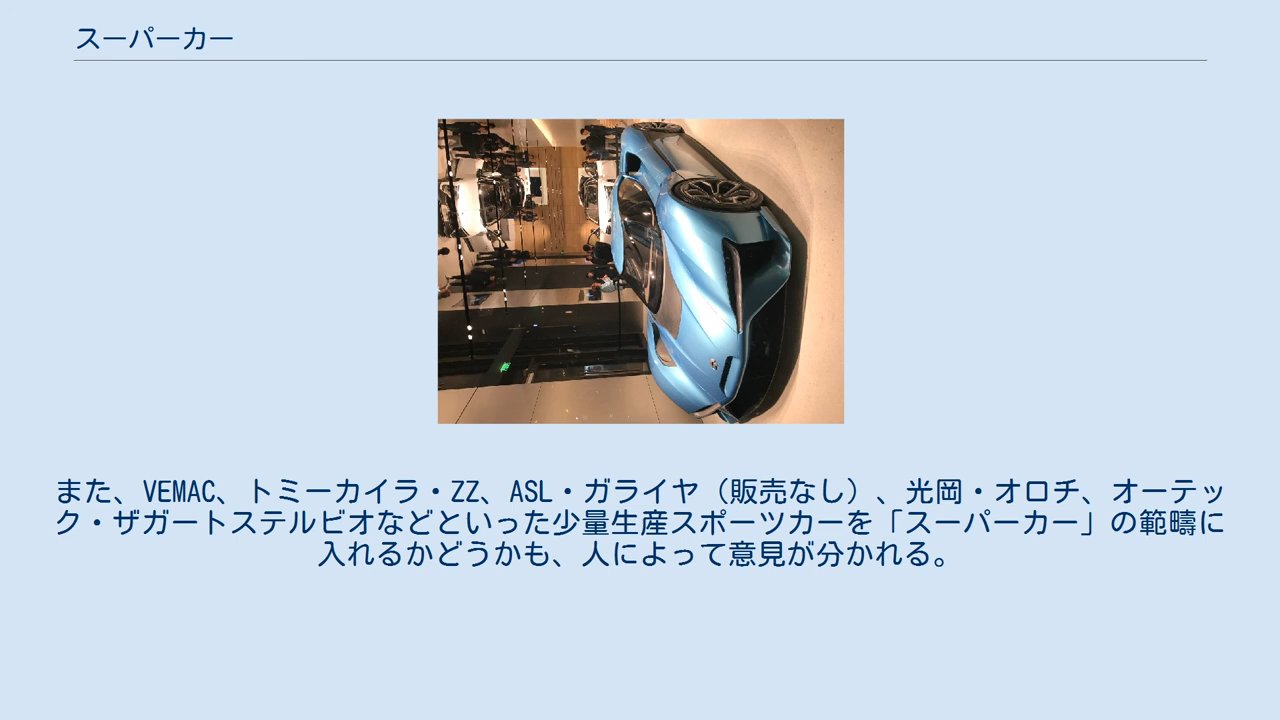 スーパーカー
また、VEMAC、トミーカイラ・ZZ、ASL・ガライヤ（販売なし）、光岡・オロチ、オーテッ
ク・ザガートステルビオなどといった少量生産スポーツカーを「スーパーカー」の範疇に
入れるかどうかも、人によって意見が分かれる。